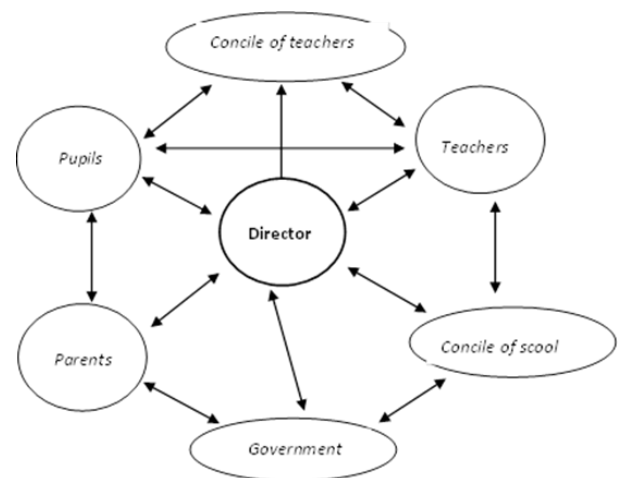 Concile of teachers
Pupils
Teachers
Director
Parents
Concile of scool
Government